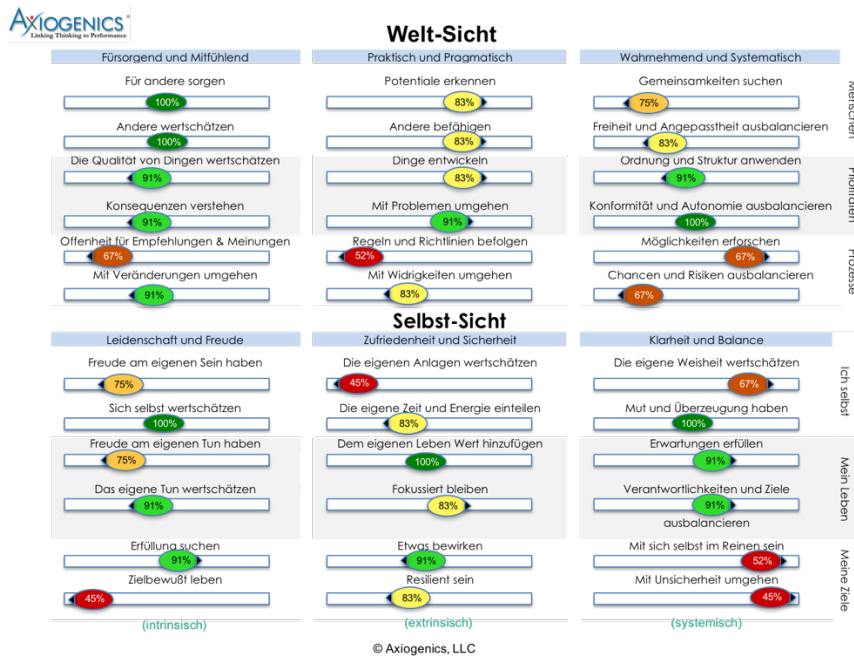 AXIOGENICS®
Linking Thinking to Performance
Welt-Sicht
Fürsorgend und Mitfühlend
Praktisch und Pragmatisch
Wahrnehmend und Systematisch
Für andere sorgen
Potentiale erkennen
Gemeinsamkeiten suchen
100%
83%
75%
Andere wertschätzen
Andere befähigen
Freiheit und Angepasstheit ausbalancieren
100%
83%
83%
Menschen
Die Qualität von Dingen wertschätzen
Dinge entwickeln
Ordnung und Struktur anwenden
91%
83%
91%
Konsequenzen verstehen
Mit Problemen umgehen
Konformität und Autonomie ausbalancieren
91%
91%
100%
Prioritäten
Offenheit für Empfehlungen & Meinungen
Regeln und Richtlinien befolgen
Möglichkeiten erforschen
67%
52%
67%
Mit Veränderungen umgehen
Mit Widrigkeiten umgehen
Chancen und Risiken ausbalancieren
91%
83%
67%
Prozesse
Selbst-Sicht
Leidenschaft und Freude
Zufriedenheit und Sicherheit
Klarheit und Balance
Freude am eigenen Sein haben
Die eigenen Anlagen wertschätzen
Die eigene Weisheit wertschätzen
75%
45%
67%
Sich selbst wertschätzen
Die eigene Zeit und Energie einteilen
Mut und Überzeugung haben
100%
83%
100%
Ich selbst
Freude am eigenen Tun haben
Dem eigenen Leben Wert hinzufügen
Erwartungen erfüllen
75%
100%
91%
Das eigene Tun wertschätzen
Fokussiert bleiben
Verantwortlichkeiten und Ziele
ausbalancieren
91%
83%
91%
Mein Leben
Erfüllung suchen
Etwas bewirken
Mit sich selbst im Reinen sein
91%
91%
52%
Zielbewußt leben
Resilient sein
Mit Unsicherheit umgehen
45%
83%
45%
Meine Ziele
(intrinsisch)
(extrinsisch)
(systemisch)
© Axiogenics, LLC